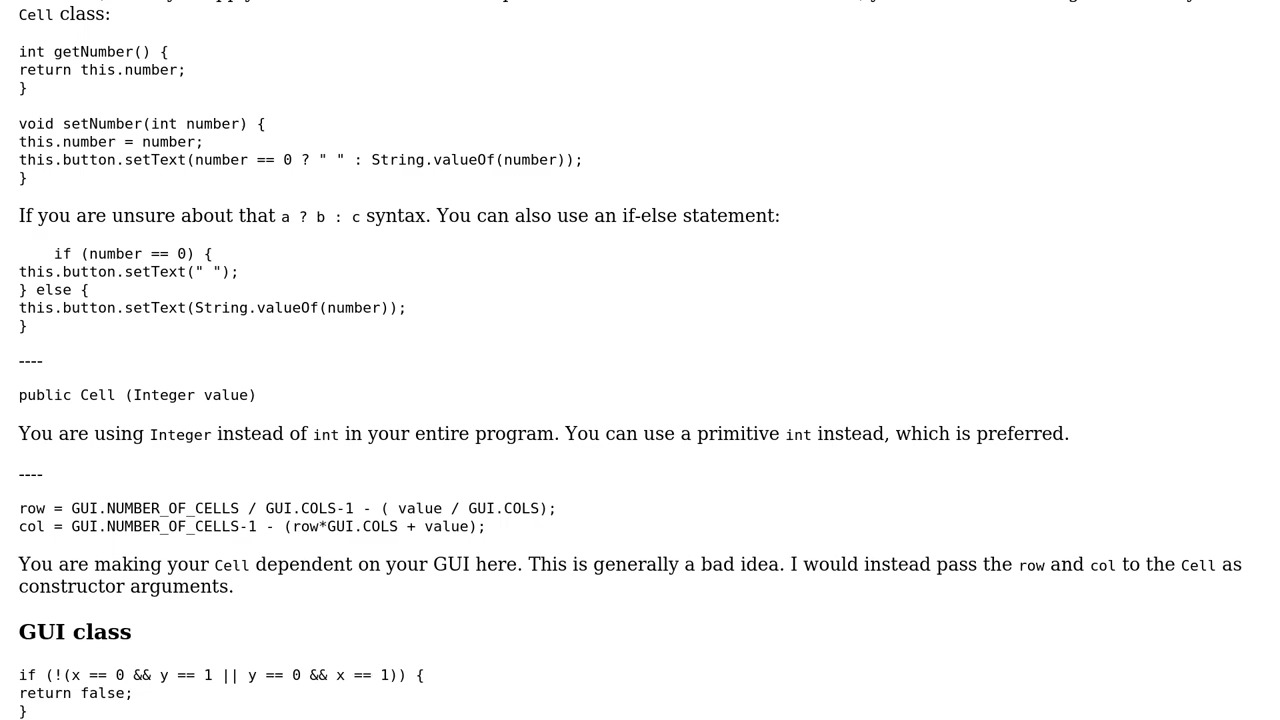 Cell class:
int getNumber() {
return this.number;
}
void setNumber(int number) {
this.number = number;
this.button.setText(number == 0 ? " " : String.valueOf(number));
}
If you are unsure about that a ? b : c syntax. You can also use an if-else statement:
if (number == 0) {
this.button.setText(" ");
} else {
this.button.setText(String.valueOf(number));
}
----
public Cell (Integer value)
You are using Integer instead of int in your entire program. You can use a primitive int instead, which is preferred.
----
row = GUI.NUMBER_OF_CELLS / GUI.COLS-1 - ( value / GUI.COLS);
col = GUI.NUMBER_OF_CELLS-1 - (row*GUI.COLS + value);
You are making your Cell dependent on your GUI here. This is generally a bad idea. I would instead pass the row and col to the Cell as
constructor arguments.
GUI class
if (!(x == 0 && y == 1 || y == 0 && x == 1)) {
return false;
}